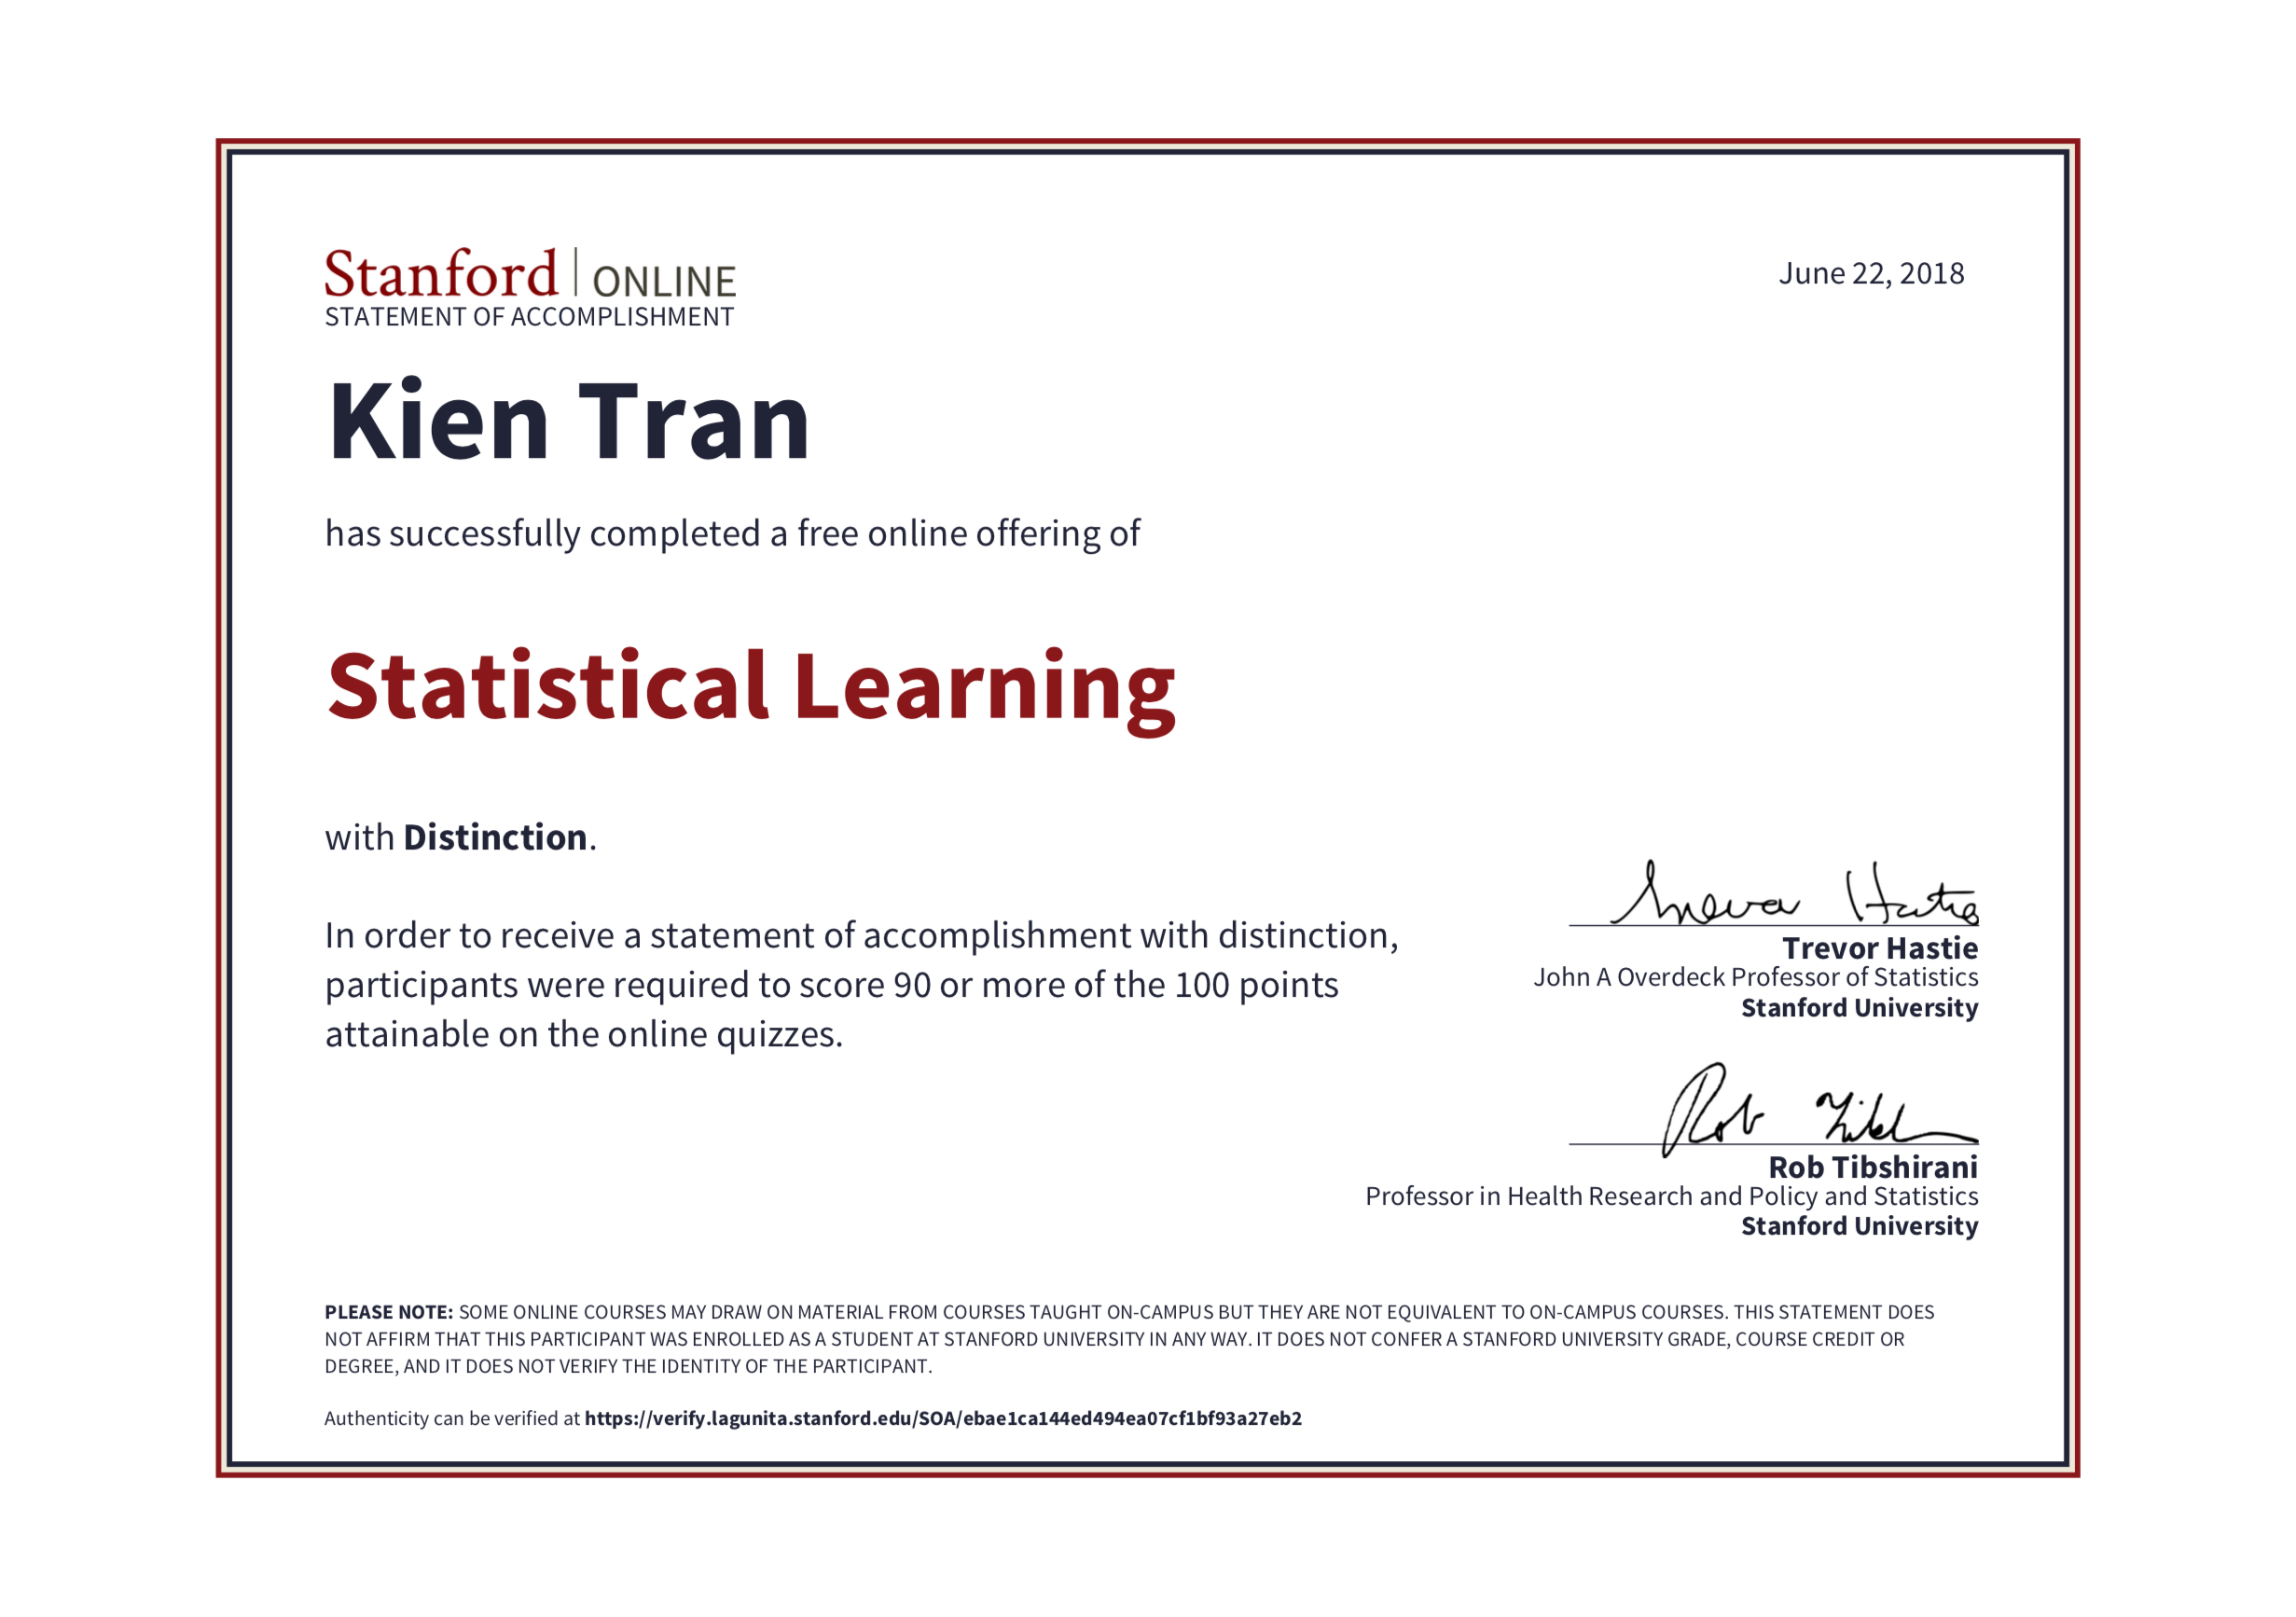 Stanford | ONLINE
June 22, 2018
STATEMENT OF ACCOMPLISHMENT
Kien Tran
has successfully completed a free online offering of
Statistical Learning
with Distinction.
In order to receive a statement of accomplishment with distinction,
participants were required to score 90 or more of the 100 points
attainable on the online quizzes.
Trevor Hastie
Trevor Hastie
John A Overdeck Professor of Statistics
Stanford University
Rob Tibshirani
Professor in Health Research and Policy and Statistics
Stanford University
PLEASE NOTE: SOME ONLINE COURSES MAY DRAW ON MATERIAL FROM COURSES TAUGHT ON-CAMPUS BUT THEY ARE NOT EQUIVALENT TO ON-CAMPUS COURSES. THIS STATEMENT DOES
NOT AFFIRM THAT THIS PARTICIPANT WAS ENROLLED AS A STUDENT AT STANFORD UNIVERSITY IN ANY WAY. IT DOES NOT CONFER A STANFORD UNIVERSITY GRADE, COURSE CREDIT OR
DEGREE, AND IT DOES NOT VERIFY THE IDENTITY OF THE PARTICIPANT.
Authenticity can be verified at https://verify.lagunita.stanford.edu/SOA/ebae1ca144ed494ea07cf1bf93a27eb2